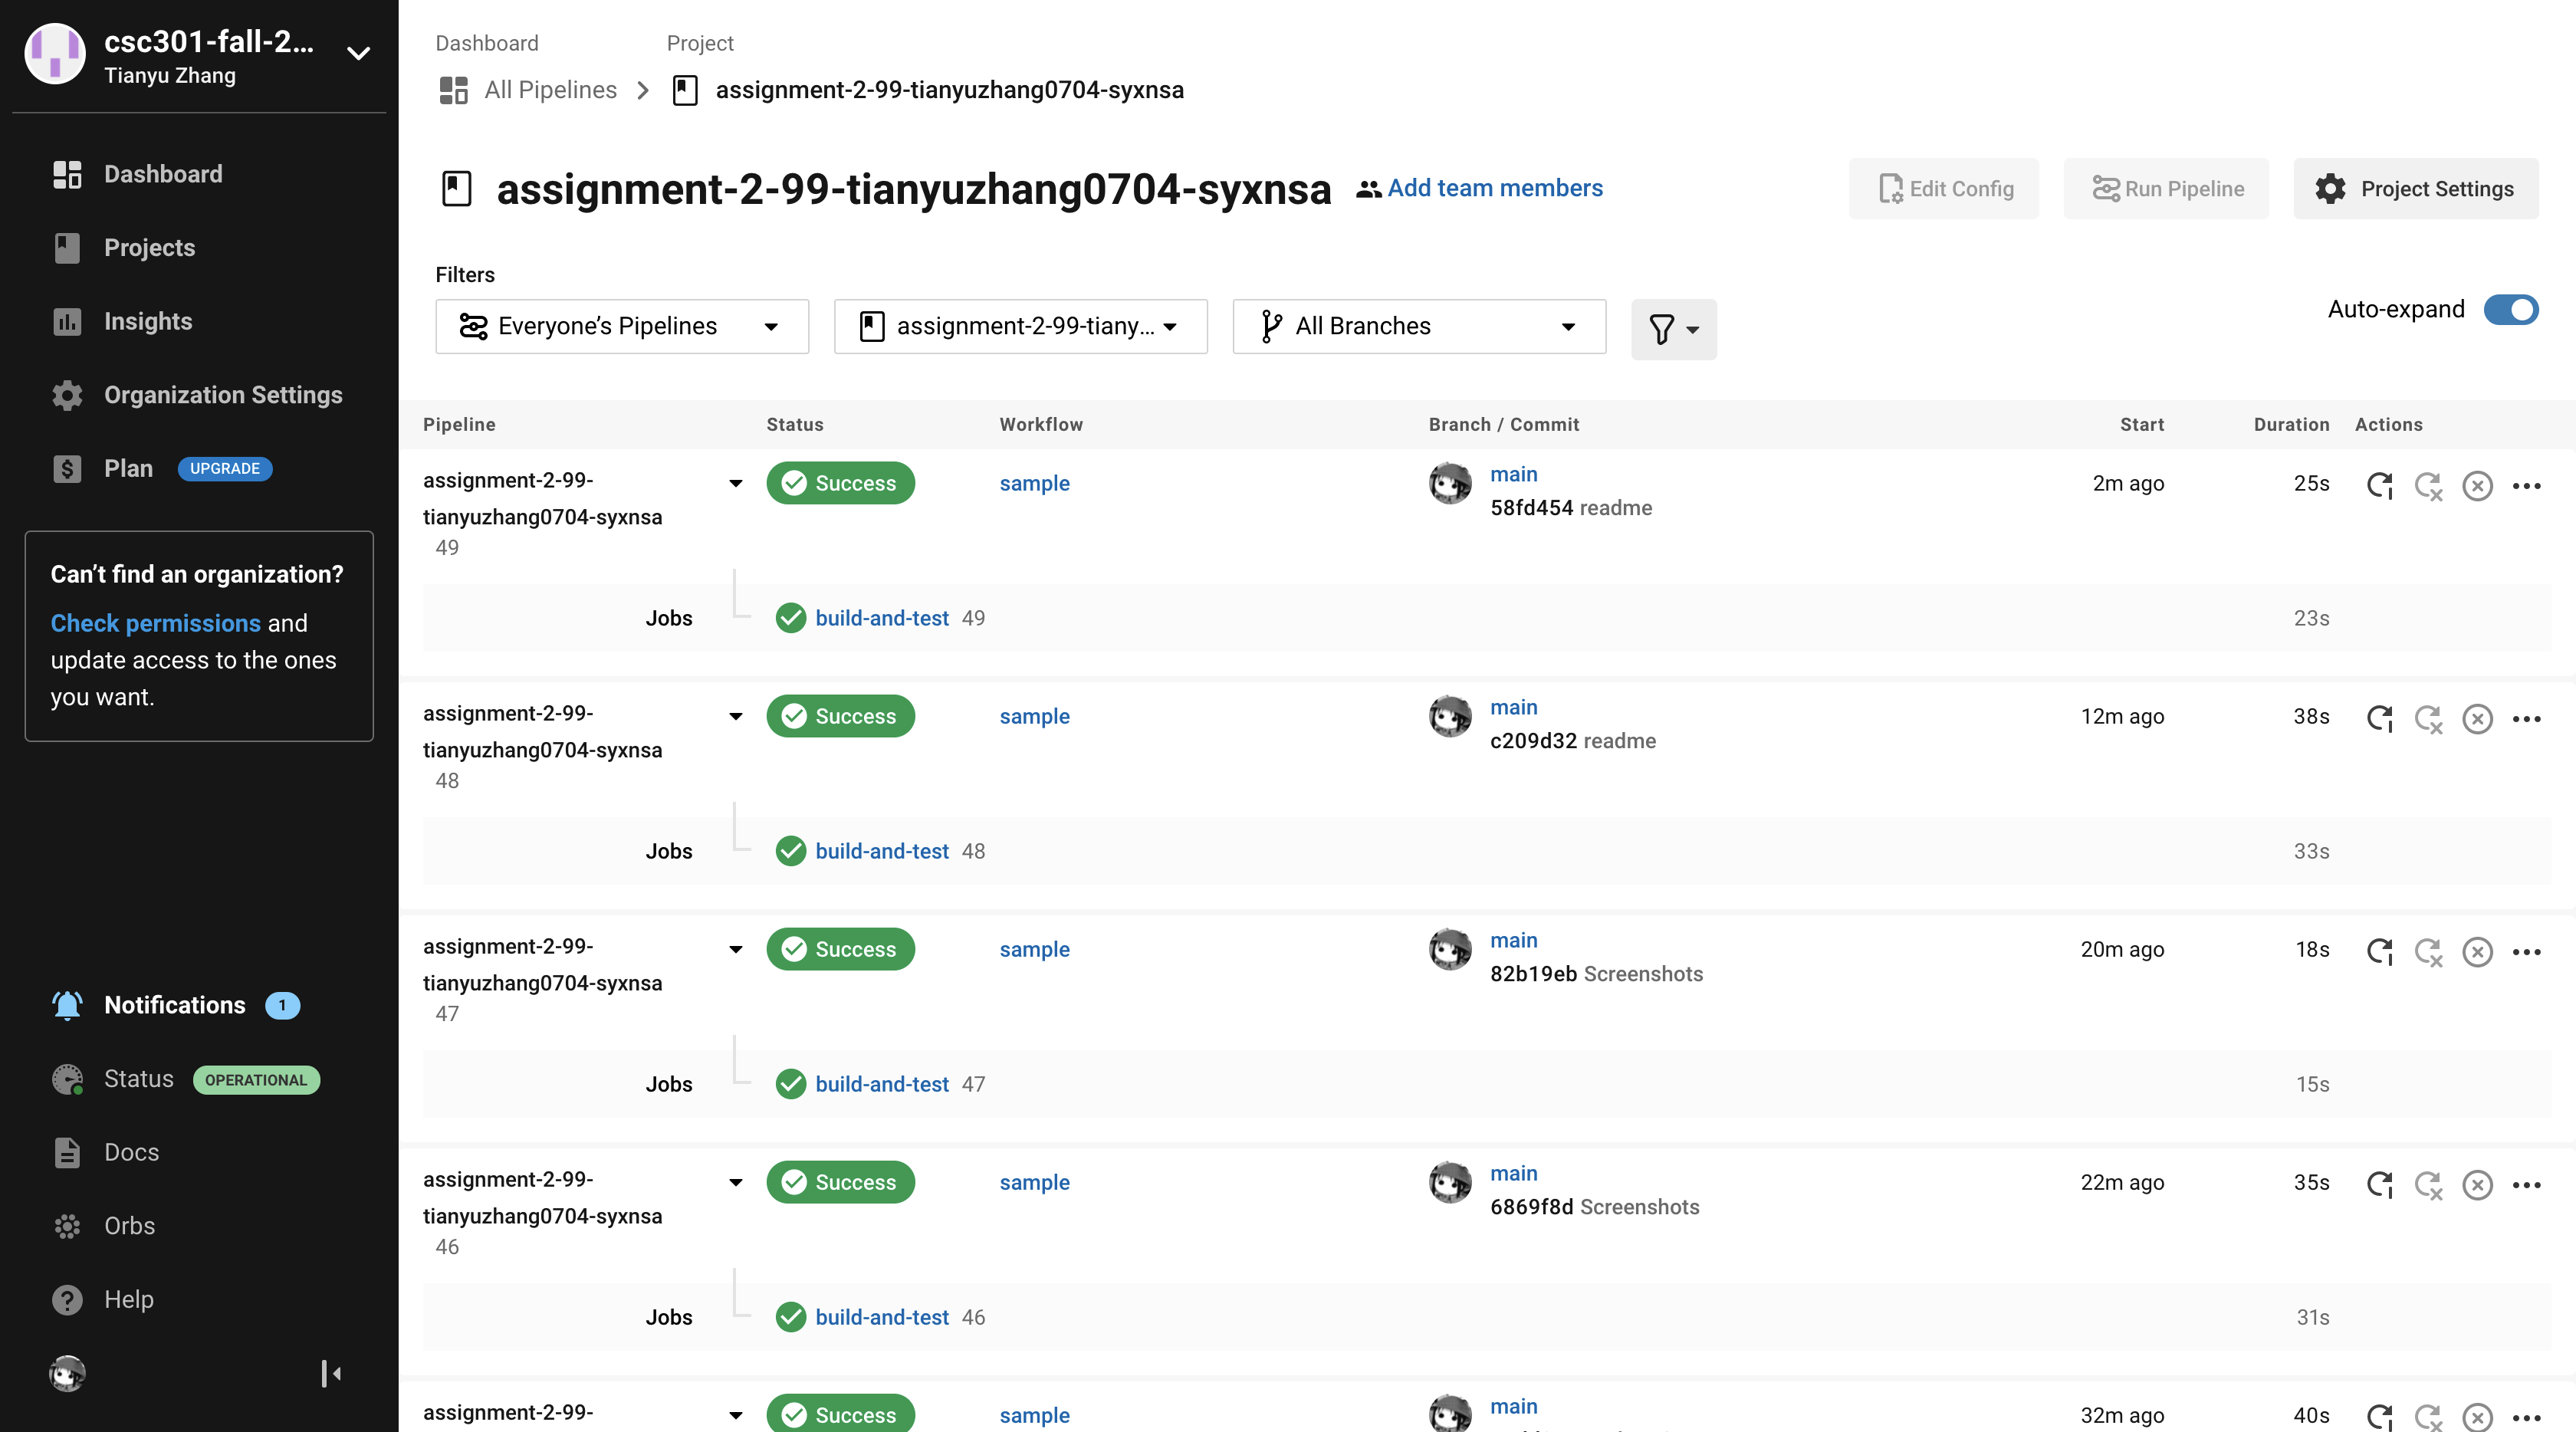 csc301-fall-2...
Tianyu Zhang
Dashboard
Projects
Insights
Organization Settings
Plan UPGRADE
Can't find an organization?
Check permissions and
update access to the ones
you want.
Notifications 1
Status OPERATIONAL
Docs
Orbs
Help
Dashboard Project
All Pipelines assignment-2-99-tianyuzhang0704-syxnsa
assignment-2-99-tianyuzhang0704-syxnsa Add team members Edit Config Run Pipeline Project Settings
Filters
Everyone's Pipelines assignment-2-99-tiany... All Branches Auto-expand
Pipeline Status Workflow Branch / Commit Start Duration Actions
assignment-2-99- Success sample main 2m ago 25s
tianyuzhang0704-syxnsa 58fd454 readme
49
Jobs build-and-test 49 23s
assignment-2-99- Success sample main 12m ago 38s
tianyuzhang0704-syxnsa c209d32 readme
48
Jobs build-and-test 48 33s
assignment-2-99- Success sample main 20m ago 18s
tianyuzhang0704-syxnsa 82b19eb Screenshots
47
Jobs build-and-test 47 15s
assignment-2-99- Success sample main 22m ago 35s
tianyuzhang0704-syxnsa 6869f8d Screenshots
46
Jobs build-and-test 46 31s
assignment-2-99- Success sample main 32m ago 40s